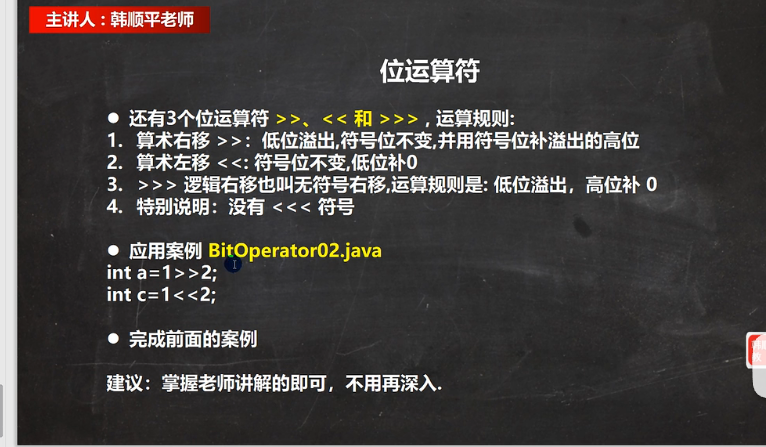 主讲人：韩顺平老师
位运算符
● 还有3个位运算符 >>、<< 和 >>> , 运算规则:
1. 算术右移 >>：低位溢出,符号位不变,并用符号位补溢出的高位
2. 算术左移 <<: 符号位不变,低位补0
3. >>> 逻辑右移也叫无符号右移,运算规则是: 低位溢出，高位补 0
4. 特别说明：没有 <<< 符号
● 应用案例 BitOperator02.java
int a=1>>2;
int c=1<<2;
● 完成前面的案例
建议：掌握老师讲解的即可，不用再深入.